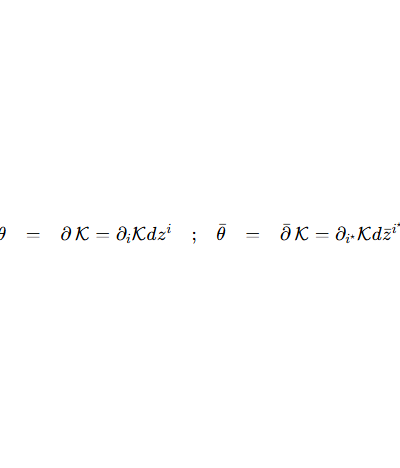 θ = ∂ 𝒦 = ∂ᵢ𝒦dzⁱ ; θ̄ = ∂̄ 𝒦 = ∂_{i⋆}𝒦dz̄^{i⋆}